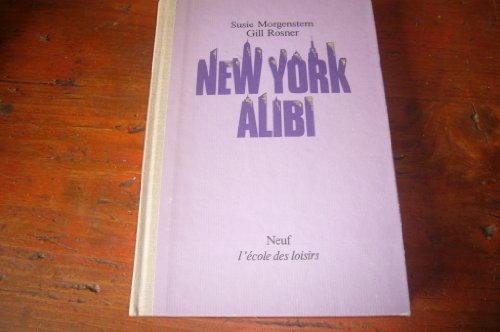 Susie Morgenstern
Gill Rosner
NEW YORK
ALIBI
Neuf
l'école des loisirs